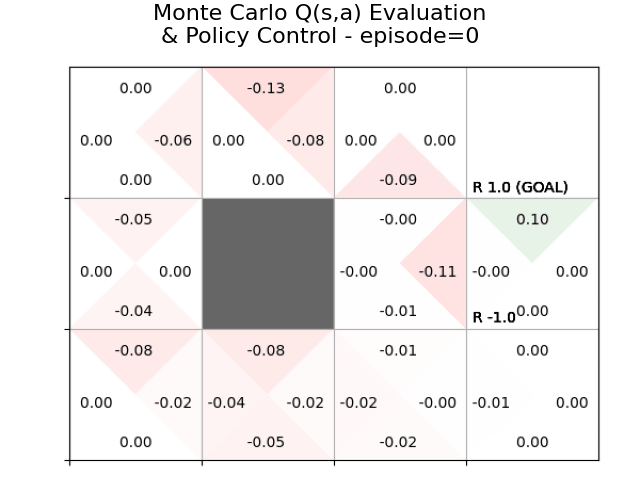 Monte Carlo Q(s,a) Evaluation
& Policy Control - episode=0
0.00 -0.13 0.00
0.00 -0.06 0.00 -0.08 0.00 0.00
0.00 0.00 -0.09 R 1.0 (GOAL)
-0.05 -0.00 0.10
0.00 0.00 -0.00 -0.11 -0.00 0.00
-0.04 -0.01 R -1.0 0.00
-0.08 -0.08 -0.01 0.00
0.00 -0.02 -0.04 -0.02 -0.02 -0.00 -0.01 0.00
0.00 -0.05 -0.02 0.00